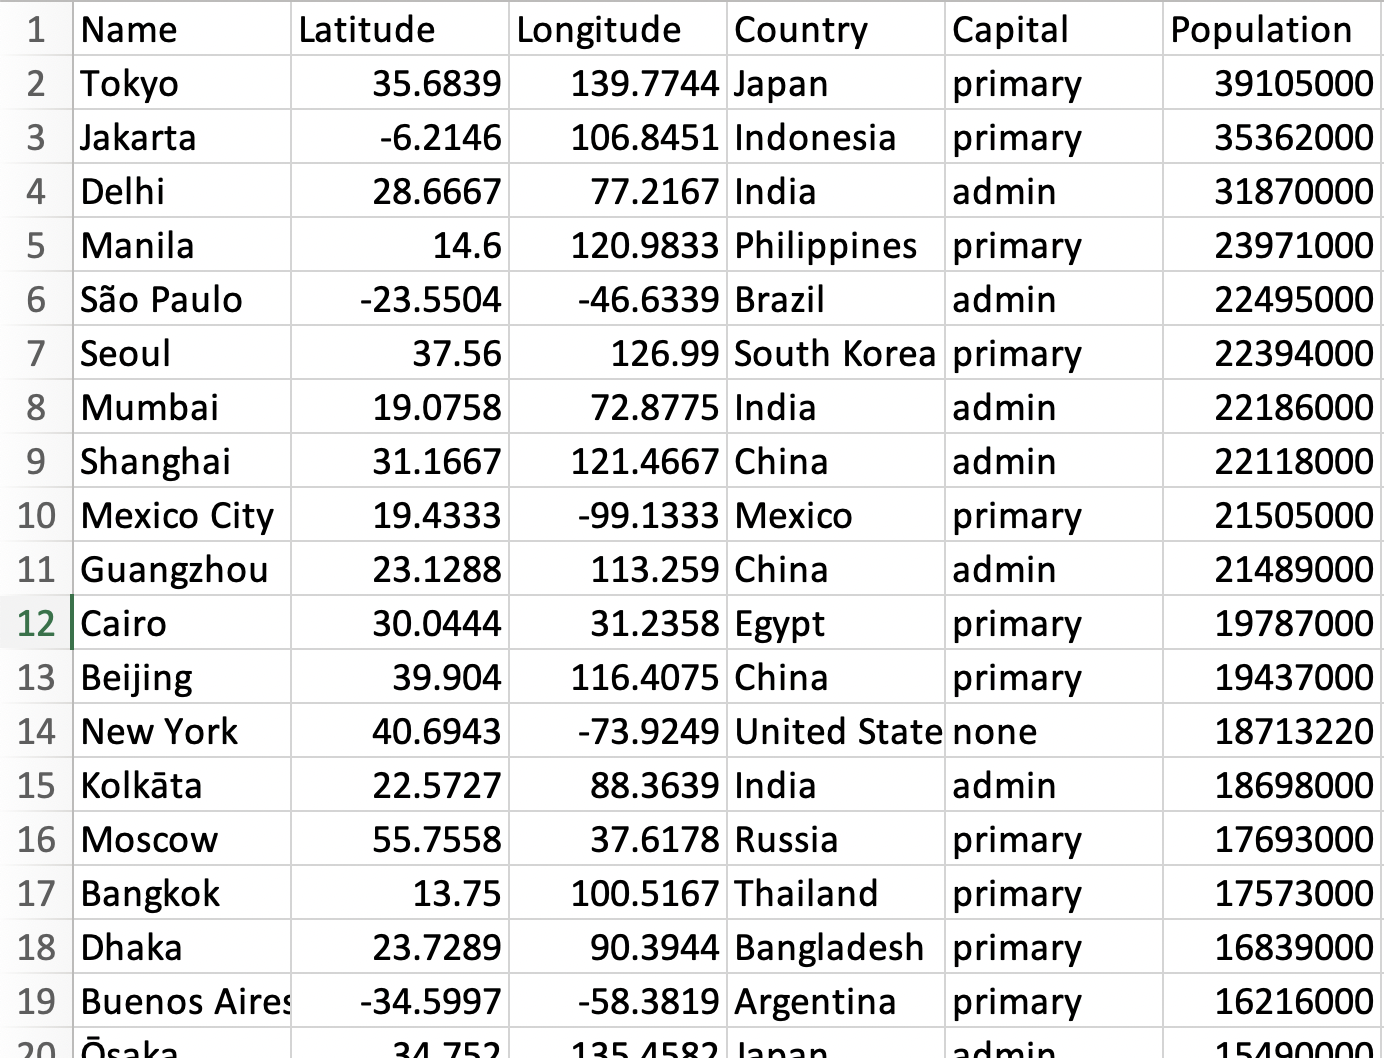 1 Name Latitude Longitude Country Capital Population
2 Tokyo 35.6839 139.7744 Japan primary 39105000
3 Jakarta -6.2146 106.8451 Indonesia primary 35362000
4 Delhi 28.6667 77.2167 India admin 31870000
5 Manila 14.6 120.9833 Philippines primary 23971000
6 São Paulo -23.5504 -46.6339 Brazil admin 22495000
7 Seoul 37.56 126.99 South Korea primary 22394000
8 Mumbai 19.0758 72.8775 India admin 22186000
9 Shanghai 31.1667 121.4667 China admin 22118000
10 Mexico City 19.4333 -99.1333 Mexico primary 21505000
11 Guangzhou 23.1288 113.259 China admin 21489000
12 Cairo 30.0444 31.2358 Egypt primary 19787000
13 Beijing 39.904 116.4075 China primary 19437000
14 New York 40.6943 -73.9249 United State none 18713220
15 Kolkāta 22.5727 88.3639 India admin 18698000
16 Moscow 55.7558 37.6178 Russia primary 17693000
17 Bangkok 13.75 100.5167 Thailand primary 17573000
18 Dhaka 23.7289 90.3944 Bangladesh primary 16839000
19 Buenos Aires -34.5997 -58.3819 Argentina primary 16216000
20 Ōsaka 34.752 135.4582 Japan admin 15490000